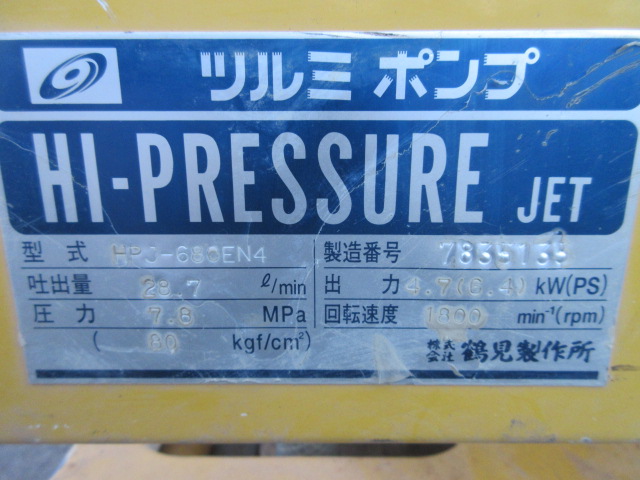 ツルミポンプ
HI-PRESSURE JET
型式 HPJ-680EN4 製造番号
吐出量 28.7 ℓ/min 出力 4.7(6.4) kW(PS)
圧力 7.8 MPa 回転速度 1800 min⁻¹(rpm)
( 80 kgf/cm²) 株式会社 鶴見製作所